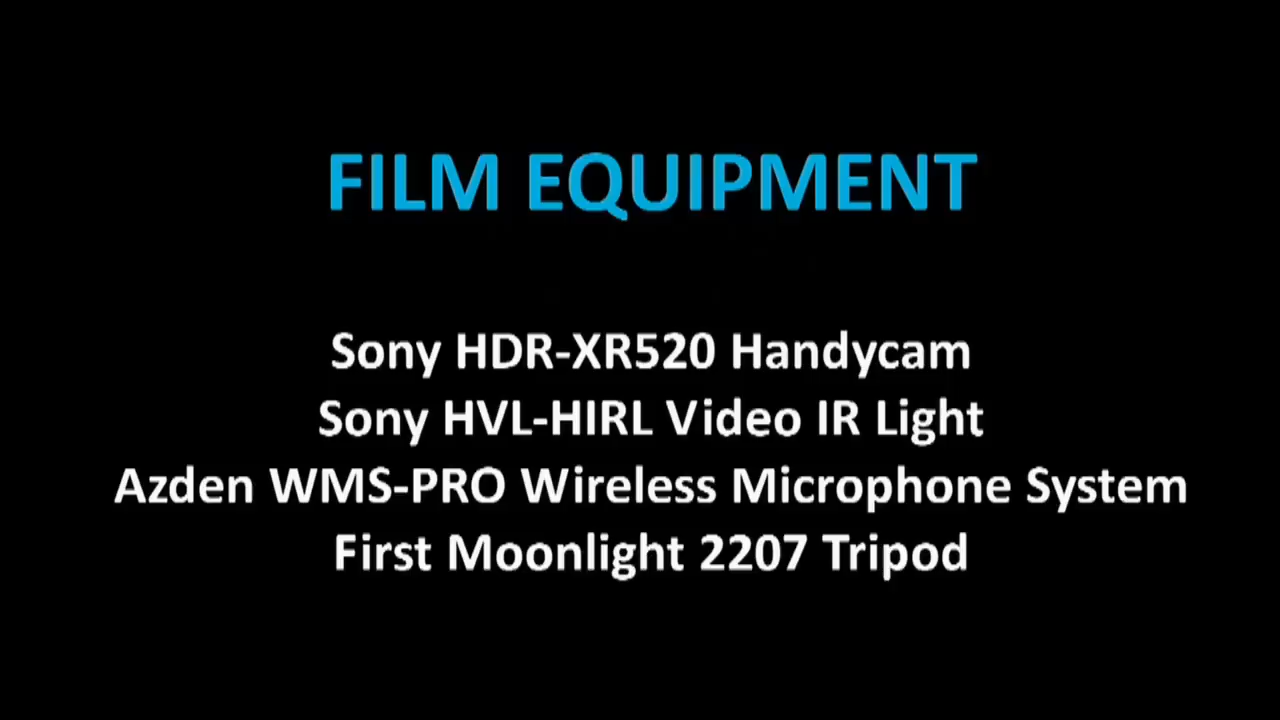 FILM EQUIPMENT
Sony HDR-XR520 Handycam
Sony HVL-HIRL Video IR Light
Azden WMS-PRO Wireless Microphone System
First Moonlight 2207 Tripod